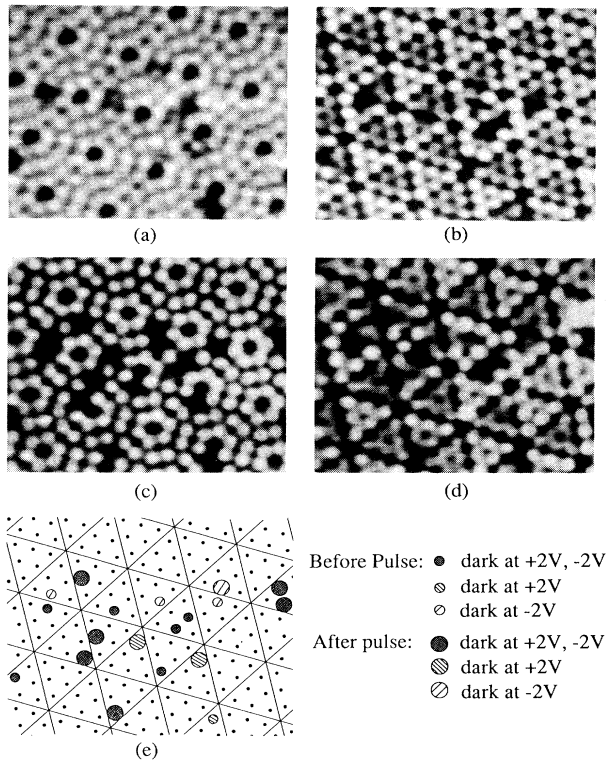 (a)
(b)
(c)
(d)
Before Pulse: dark at +2V, -2V
dark at +2V
dark at -2V
After pulse: dark at +2V, -2V
dark at +2V
dark at -2V
(e)